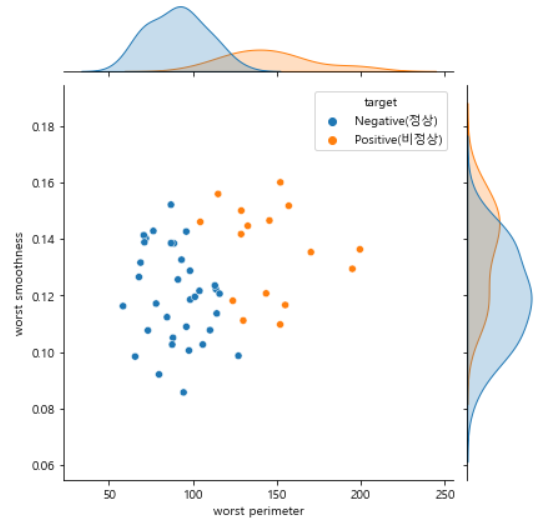 target
Negative(정상)
Positive(비정상)
0.18
0.16
0.14
0.12
0.10
0.08
0.06
worst smoothness
50
100
150
200
250
worst perimeter